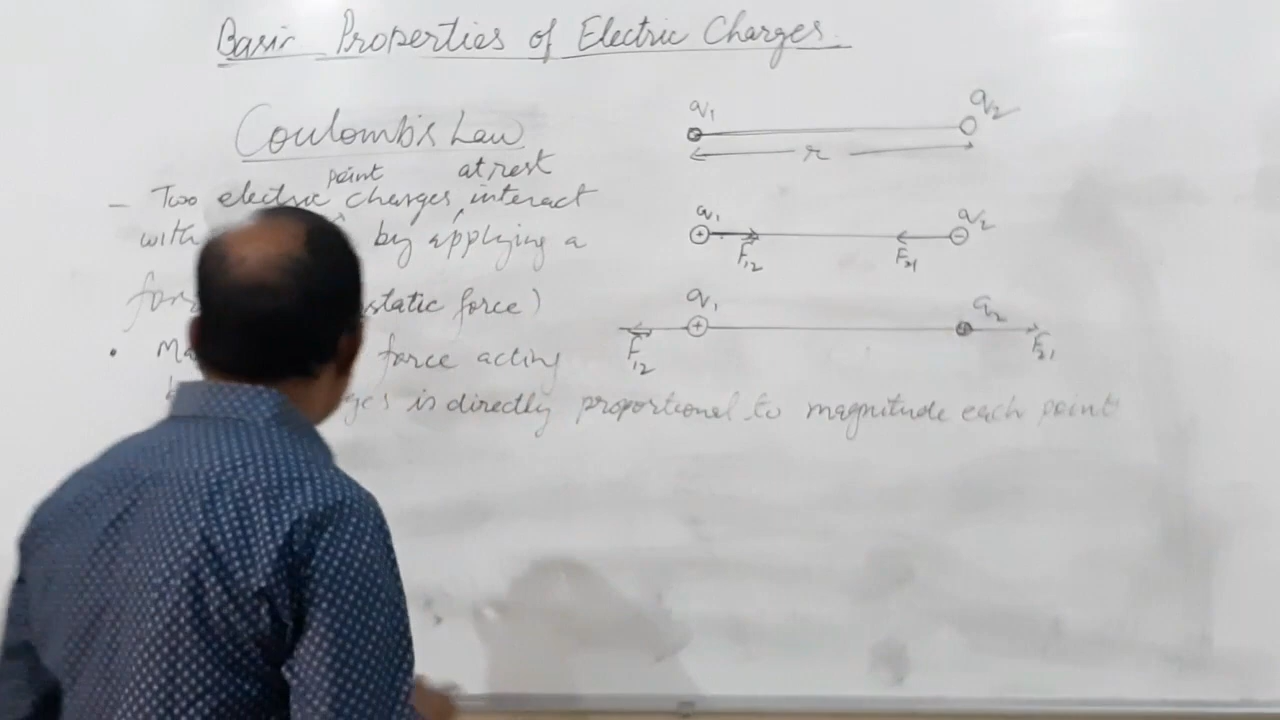 Basic Properties of Electric Charges.
Coulomb's Law
point at rest
– Two electric charges, interact
with by applying a
static force)
force acting
is directly proportional to magnitude each point
q1 q2
r
q1 q2
F12 F21
q1 q2
F12 F21